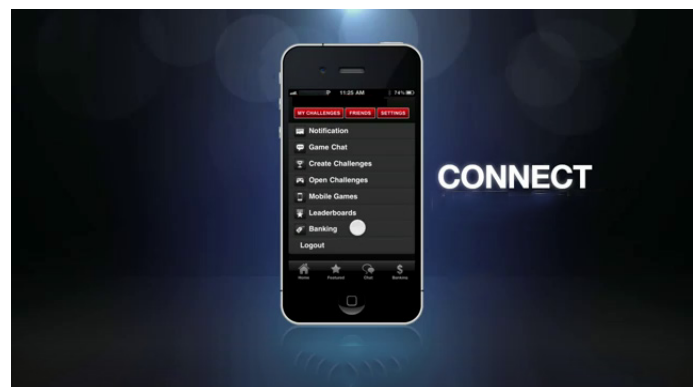 11:25 AM 74%
MY CHALLENGES FRIENDS SETTINGS
Notification
Game Chat
Create Challenges
Open Challenges
Mobile Games
Leaderboards
Banking
Logout
Home Featured Chat Banking
CONNECT